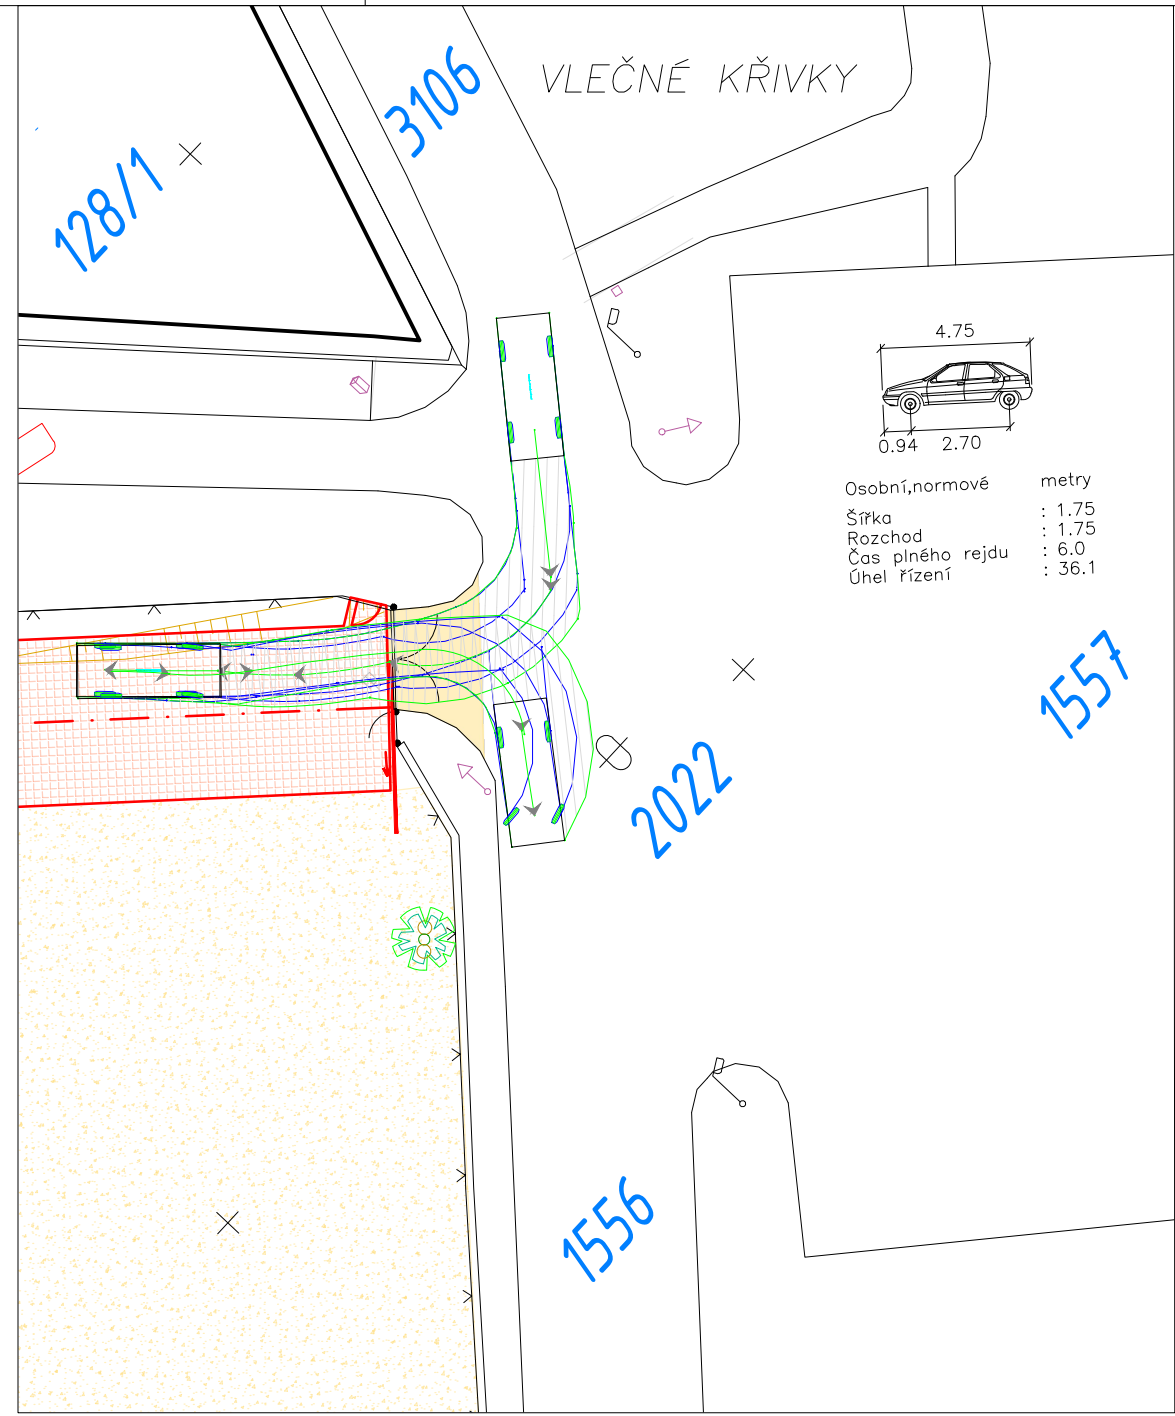 VLEČNÉ KŘIVKY
3106
128/1
4.75
0.94 2.70
Osobní,normové metry
Šířka : 1.75
Rozchod : 1.75
Čas plného rejdu : 6.0
Úhel řízení : 36.1
1557
2022
1556